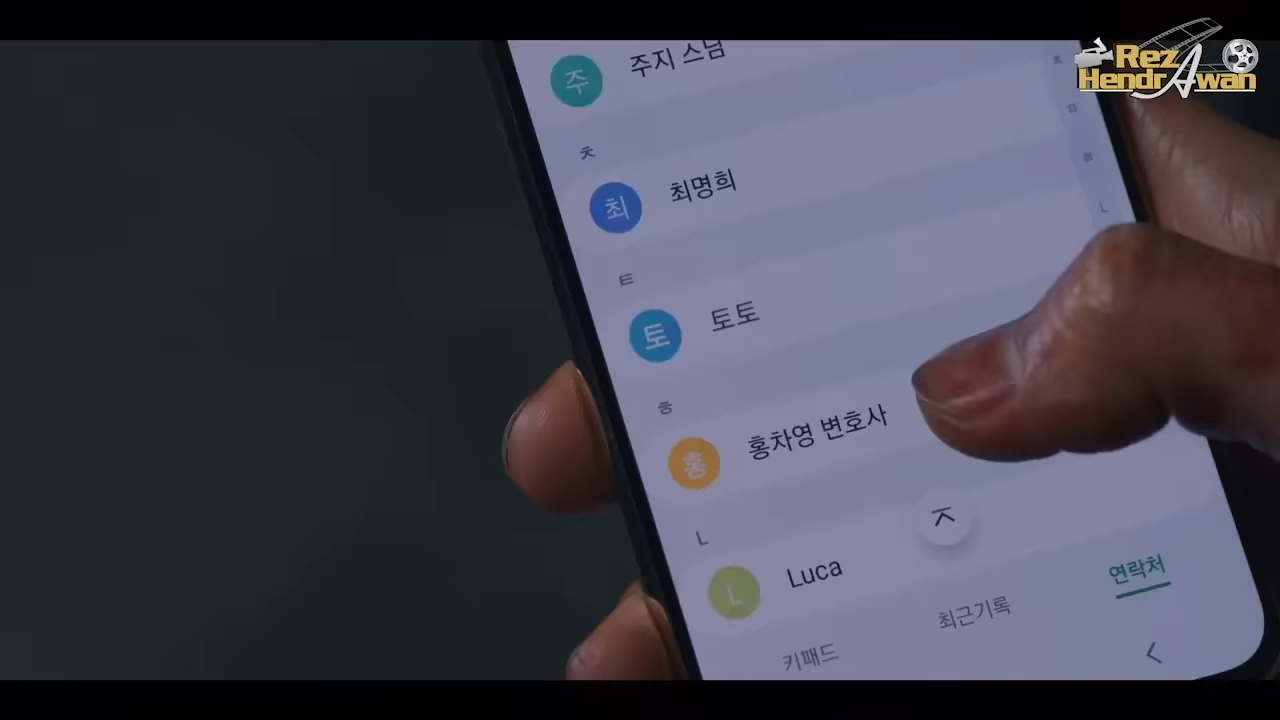 Rez
HendrAwan
주 주지 스님
ㅊ
최 최명희
ㅌ
토 토토
ㅎ
홍 홍차영 변호사
L
L Luca
키패드 최근기록 연락처